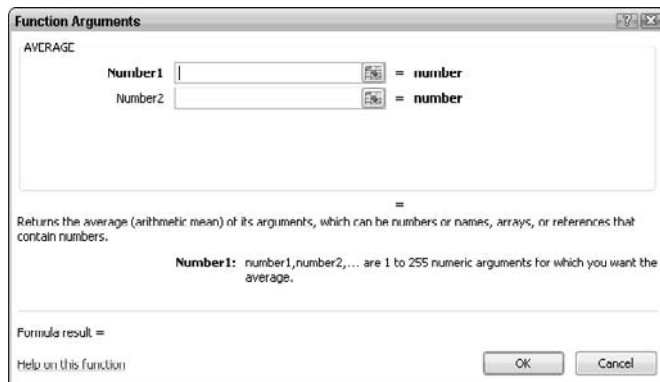 Function Arguments
AVERAGE
Number1 = number
Number2 = number
=
Returns the average (arithmetic mean) of its arguments, which can be numbers or names, arrays, or references that
contain numbers.
Number1: number1,number2,... are 1 to 255 numeric arguments for which you want the
average.
Formula result =
Help on this function
OK Cancel